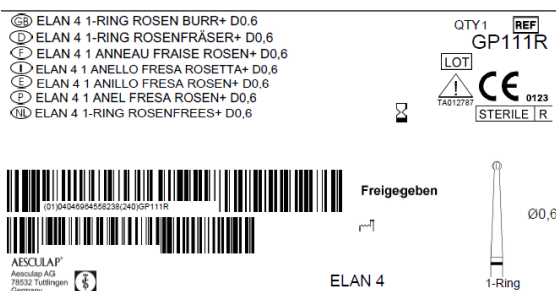 GB ELAN 4 1-RING ROSEN BURR+ D0.6
D ELAN 4 1-RING ROSENFRÄSER+ D0,6
F ELAN 4 1 ANNEAU FRAISE ROSEN+ D0,6
I ELAN 4 1 ANELLO FRESA ROSETTA+ D0,6
E ELAN 4 1 ANILLO FRESA ROSEN+ D0,6
P ELAN 4 1 ANEL FRESA ROSEN+ D0,6
NL ELAN 4 1-RING ROSENFREES+ D0,6
QTY 1 REF
GP111R
LOT
TA012787
CE 0123
STERILE R
(01)04046964558238(240)GP111R
Freigegeben
Ø0,6
AESCULAP®
Aesculap AG
78532 Tuttlingen
Germany
ELAN 4
1-Ring